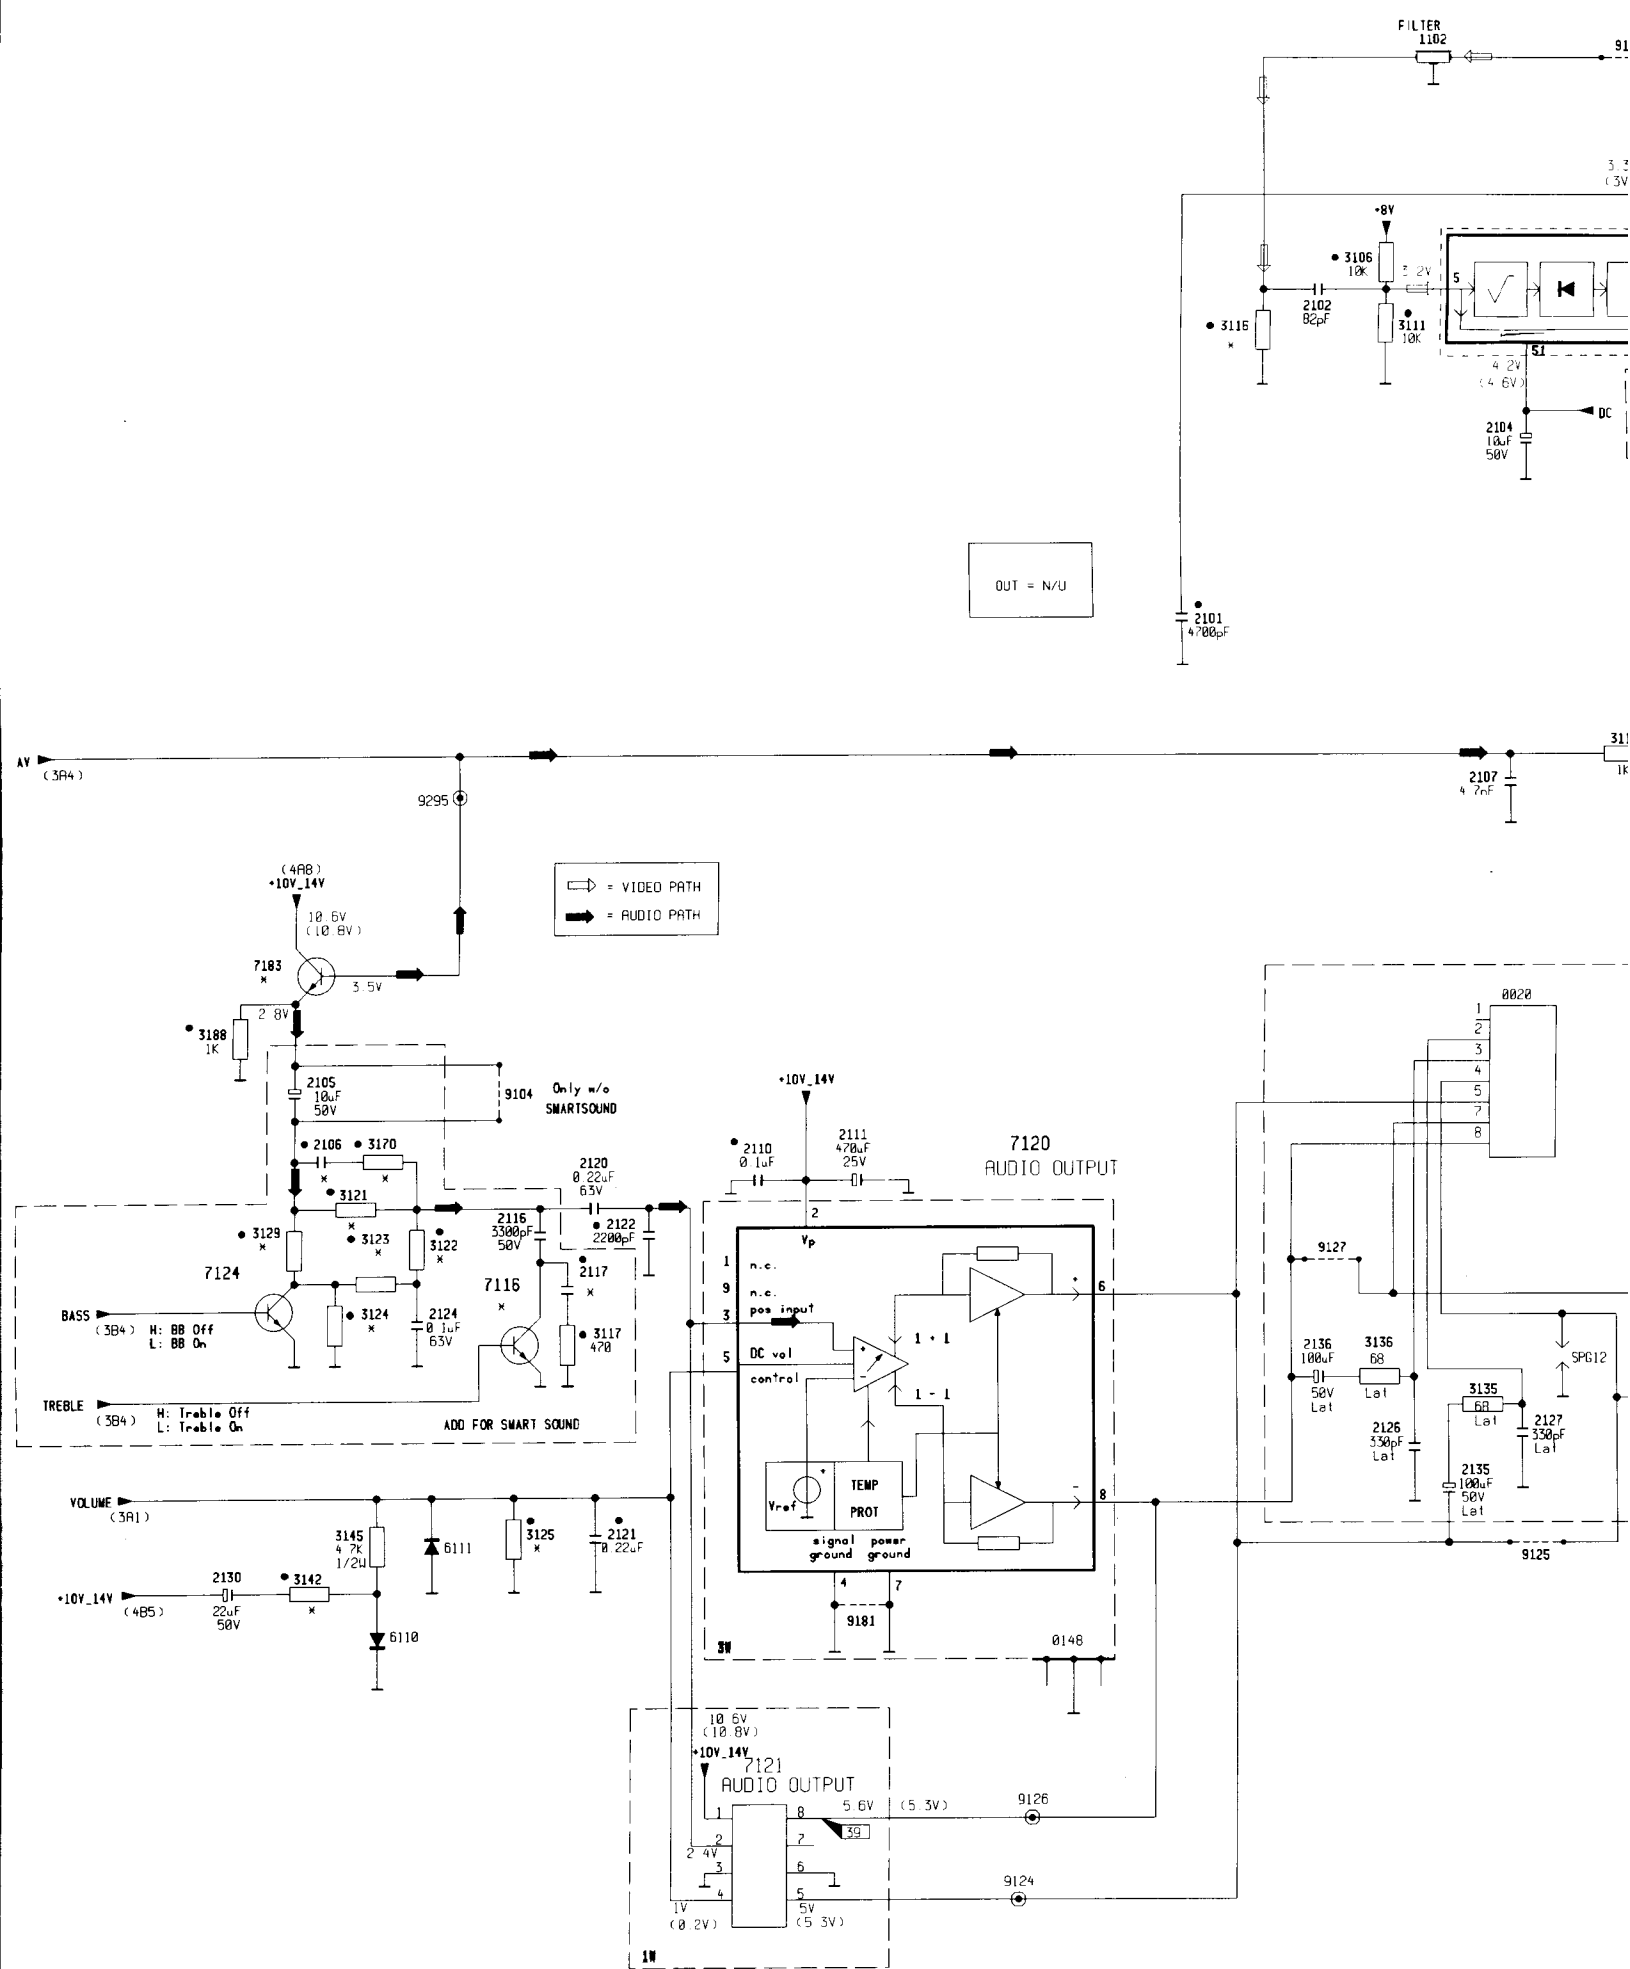 FILTER
1102
+8V
3106
10K
3.2V
5
2102
82pF
3116
*
3111
10K
51
4.2V
(4.6V)
DC
2104
10uF
50V
OUT = N/U
2101
4700pF
AV
(3A4)
9295
2107
4.7nF
1K
(4A8)
+10V_14V
10.6V
(10.8V)
= VIDEO PATH
= AUDIO PATH
7183
*
3.5V
2.8V
3188
1K
0020
1
2
3
4
5
7
8
2105
10uF
50V
9104
Only w/o
SMARTSOUND
+10V_14V
2110
0.1uF
2111
470uF
25V
7120
AUDIO OUTPUT
2106
*
3170
*
2120
0.22uF
63V
3121
*
2116
3300pF
50V
2122
2200pF
2
Vp
3129
*
3123
*
3122
*
9127
7124
7116
*
2117
*
1
n.c.
9
n.c.
pos input
3
+
6
BASS
(3B4)
H: BB Off
L: BB On
3124
*
2124
0.1uF
63V
3117
470
1 + 1
5
DC vol
control
+
-
1 - 1
2136
100uF
50V
Lat
3136
68
Lat
SPG12
3135
68
Lat
2127
330pF
Lat
TREBLE
(3B4)
H: Treble Off
L: Treble On
ADD FOR SMART SOUND
2126
330pF
Lat
2135
100uF
50V
Lat
VOLUME
(3A1)
Vref
+
TEMP
PROT
-
8
3145
4.7K
1/2W
6111
3125
*
2121
0.22uF
signal
ground
power
ground
9125
2130
22uF
50V
3142
*
+10V_14V
(4B5)
4
7
9181
6110
3W
0148
10.6V
(10.8V)
+10V_14V
7121
AUDIO OUTPUT
5.6V
(5.3V)
9126
1
8
39
2
7
2.4V
3
6
9124
4
5
1V
(0.2V)
5V
(5.3V)
1W